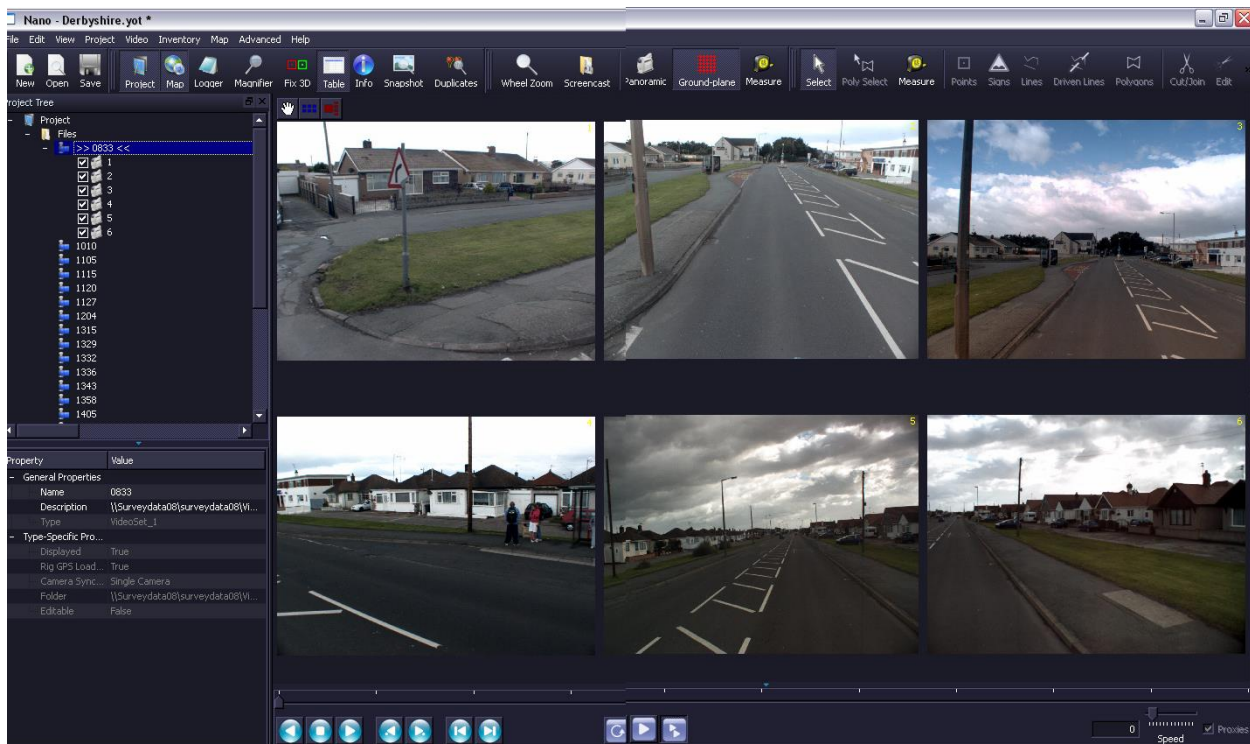 Nano - Derbyshire.yot *
File Edit View Project Video Inventory Map Advanced Help
New Open Save Project Map Logger Magnifier Fix 3D Table Info Snapshot Duplicates Wheel Zoom Screencast Panoramic Ground-plane Measure Select Poly Select Measure Points Signs Lines Driven Lines Polygons Cut/Join Edit
Project Tree
Project
Files
>> 0833 <<
1
2
3
4
5
6
1010
1105
1115
1120
1127
1204
1315
1329
1332
1336
1343
1358
1405
1
3
4
5
6
Property Value
General Properties
Name 0833
Description \\Surveydata08\surveydata08\Vi...
Type VideoSet_1
Type-Specific Pro...
Displayed True
Rig GPS Load... True
Camera Sync... Single Camera
Folder \\Surveydata08\surveydata08\Vi...
Editable False
0
Speed
Proxies